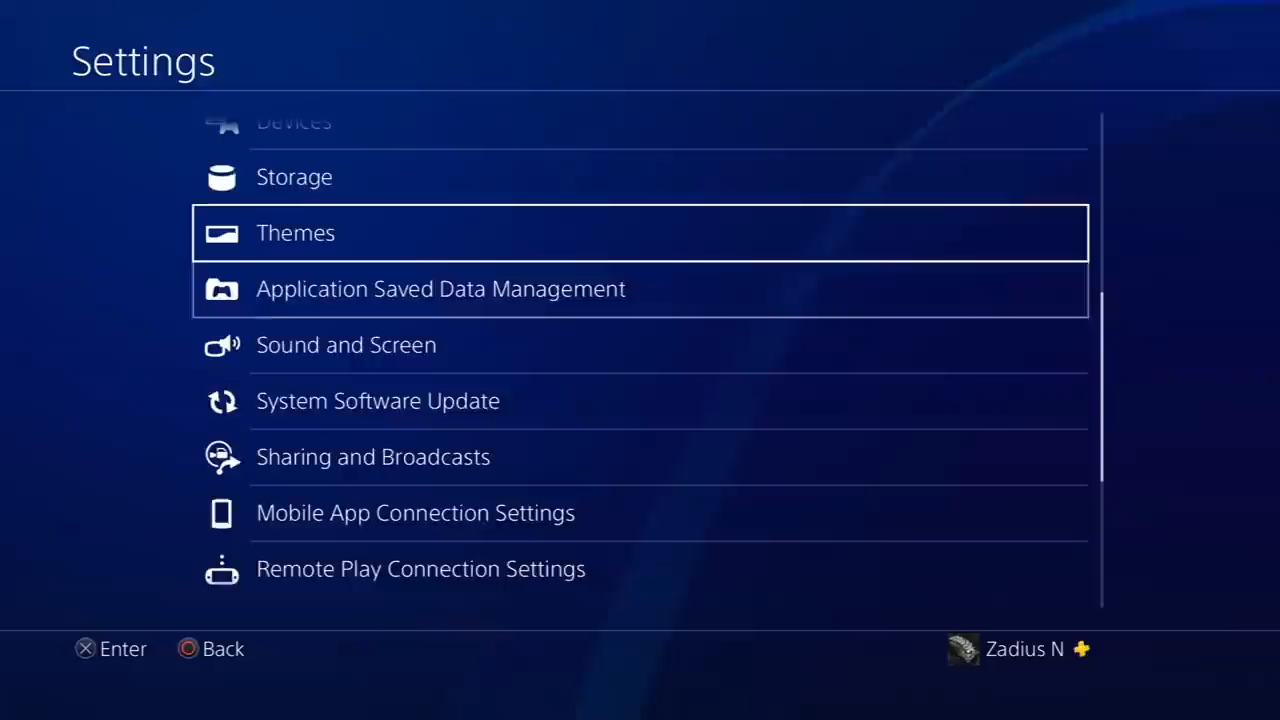 Settings
Devices
Storage
Themes
Application Saved Data Management
Sound and Screen
System Software Update
Sharing and Broadcasts
Mobile App Connection Settings
Remote Play Connection Settings
Enter Back Zadius N